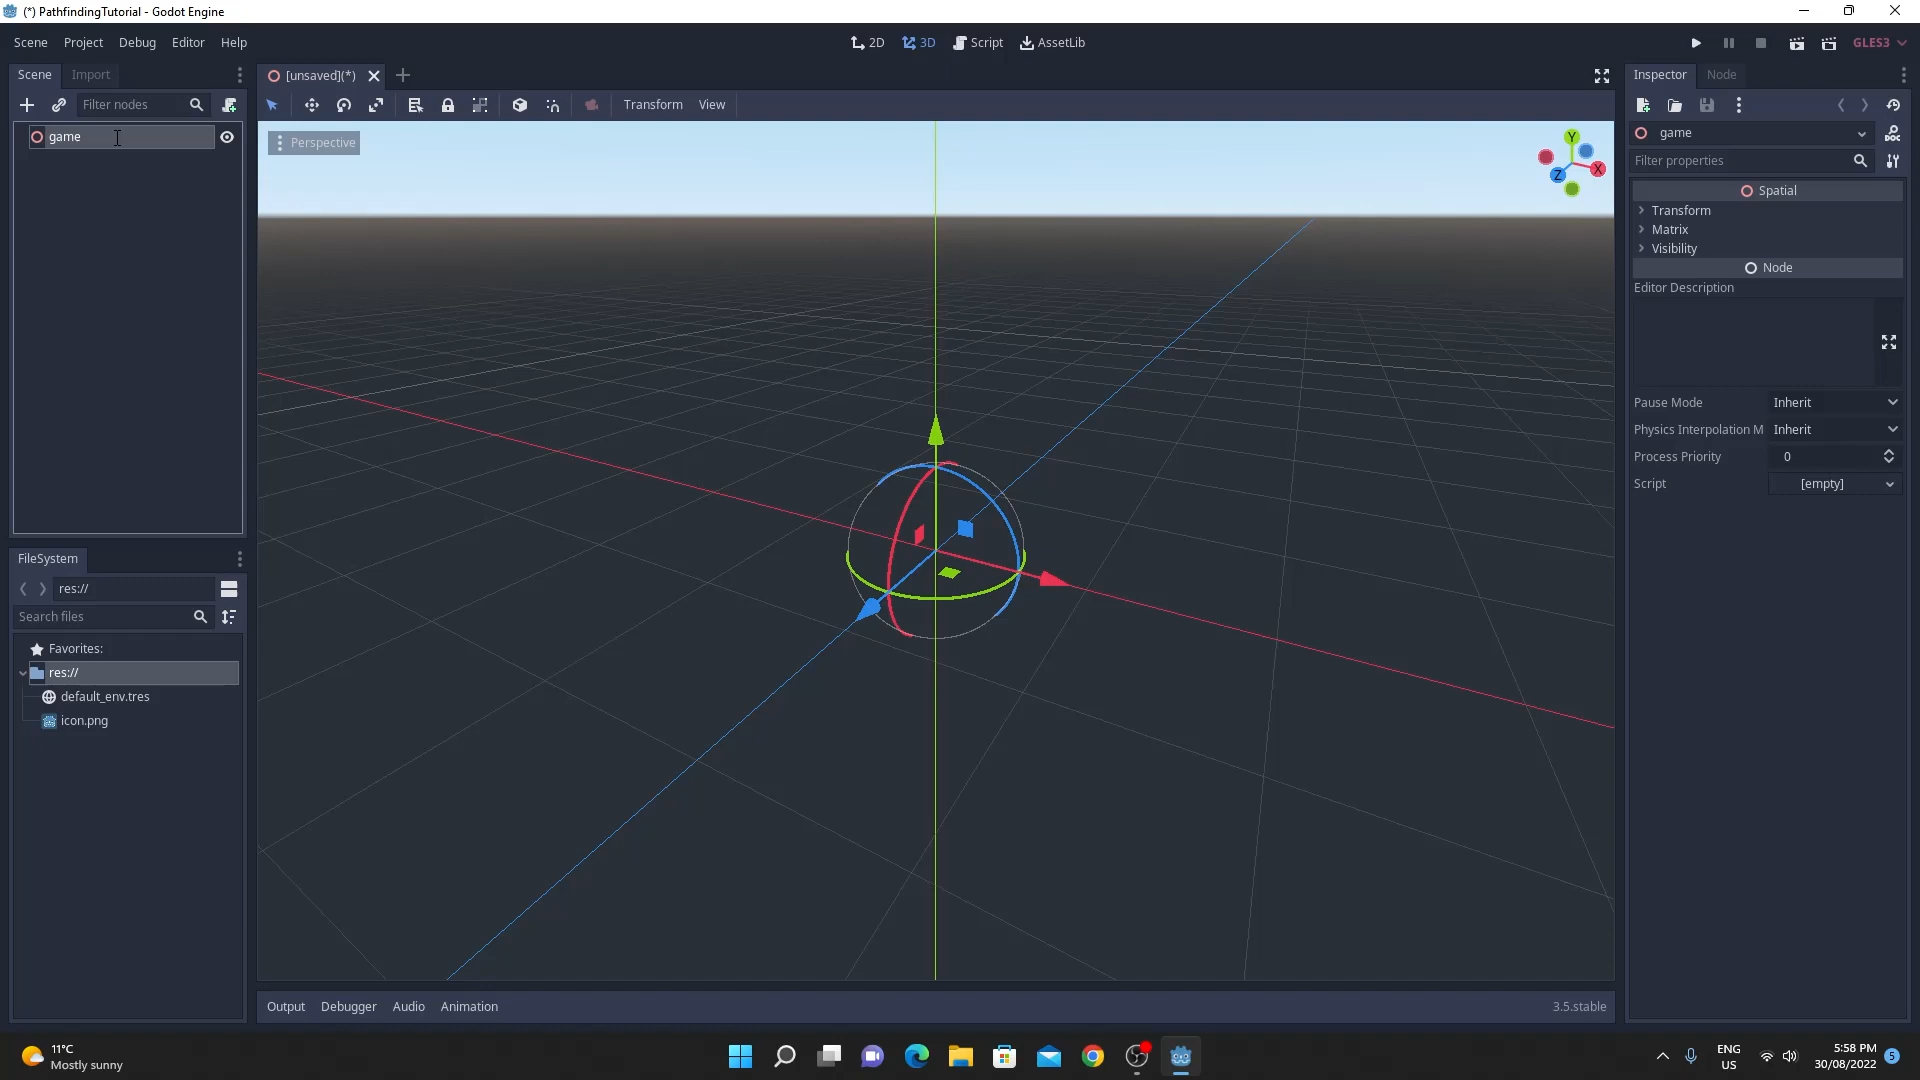 (*) PathfindingTutorial - Godot Engine
Scene Project Debug Editor Help
2D 3D Script AssetLib
GLES3
Scene Import
[unsaved](*)
Inspector Node
Filter nodes
Transform View
game
Perspective
Y
X
Z
game
Filter properties
Spatial
Transform
Matrix
Visibility
Node
Editor Description
Pause Mode Inherit
Physics Interpolation M Inherit
Process Priority 0
Script [empty]
FileSystem
res://
Search files
Favorites:
res://
default_env.tres
icon.png
Output Debugger Audio Animation
3.5.stable
11°C
Mostly sunny
ENG
US
5:58 PM
30/08/2022
5